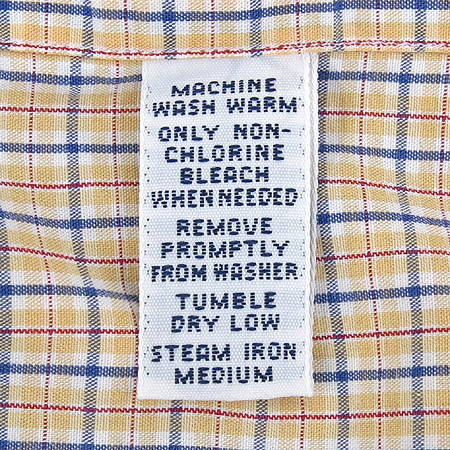 MACHINE
WASH WARM
ONLY NON-
CHLORINE
BLEACH
WHEN NEEDED
REMOVE
PROMPTLY
FROM WASHER.
TUMBLE
DRY LOW
STEAM IRON
MEDIUM